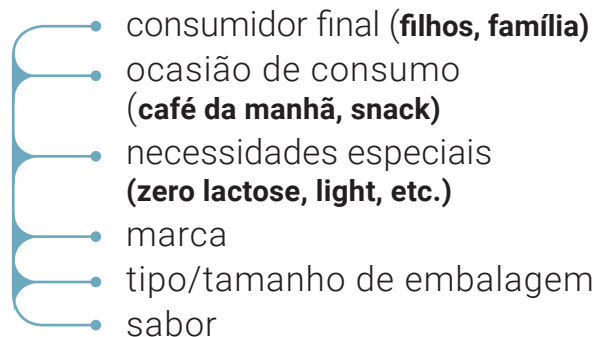 consumidor final (filhos, família)
ocasião de consumo
(café da manhã, snack)
necessidades especiais
(zero lactose, light, etc.)
marca
tipo/tamanho de embalagem
sabor